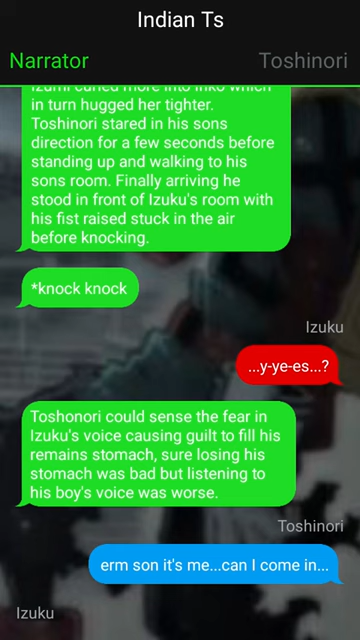 Indian Ts
Narrator
Toshinori
Izumi curled more into Inko which
in turn hugged her tighter.
Toshinori stared in his sons
direction for a few seconds before
standing up and walking to his
sons room. Finally arriving he
stood in front of Izuku's room with
his fist raised stuck in the air
before knocking.
*knock knock
Izuku
...y-ye-es...?
Toshonori could sense the fear in
Izuku's voice causing guilt to fill his
remains stomach, sure losing his
stomach was bad but listening to
his boy's voice was worse.
Toshinori
erm son it's me...can I come in...
Izuku